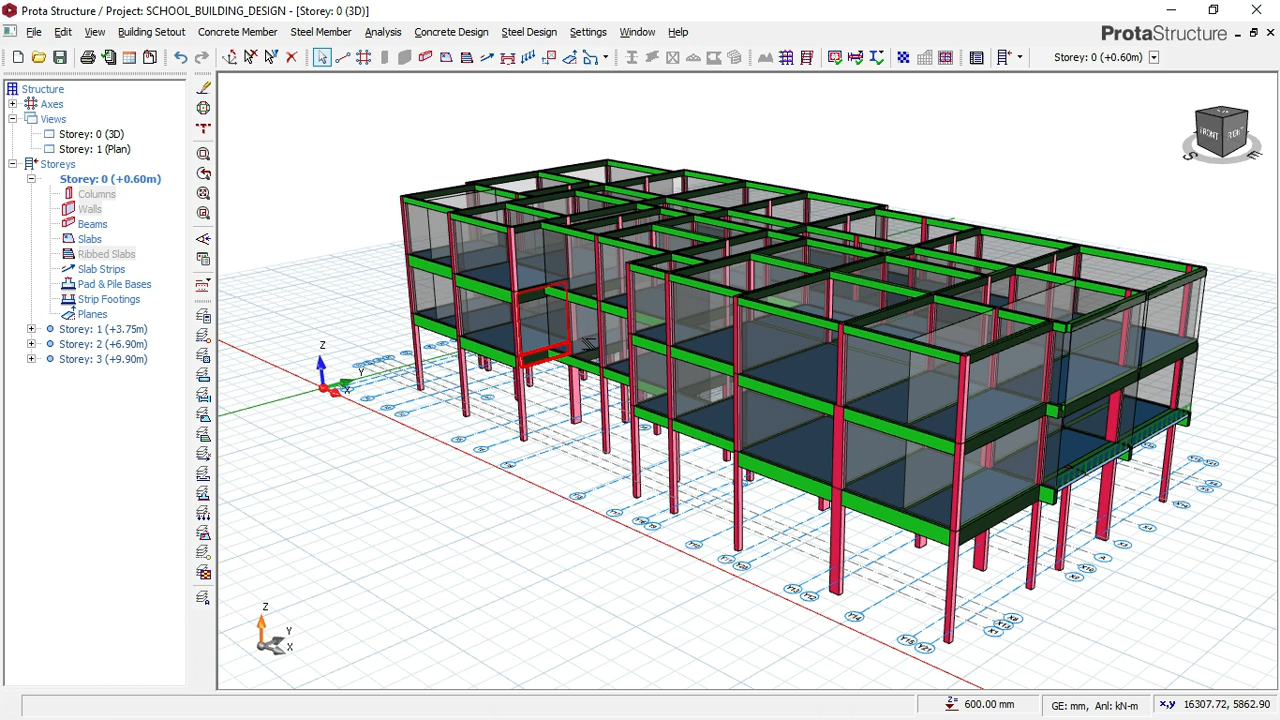 Prota Structure / Project: SCHOOL_BUILDING_DESIGN - [Storey: 0 (3D)]
File Edit View Building Setout Concrete Member Steel Member Analysis Concrete Design Steel Design Settings Window Help
ProtaStructure
Storey: 0 (+0.60m)
Structure
Axes
Views
Storey: 0 (3D)
Storey: 1 (Plan)
Storeys
Storey: 0 (+0.60m)
Columns
Walls
Beams
Slabs
Ribbed Slabs
Slab Strips
Pad & Pile Bases
Strip Footings
Planes
Storey: 1 (+3.75m)
Storey: 2 (+6.90m)
Storey: 3 (+9.90m)
FRONT RIGHT
S E
Z
Y
X
Z
Y
X
Z= 600.00 mm
GE: mm, Anl: kN-m
x,y 16307.72, 5862.90